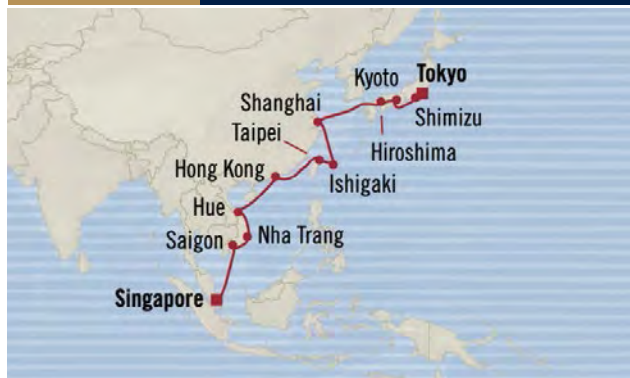 Kyoto
Tokyo
Shanghai
Shimizu
Taipei
Hiroshima
Hong Kong
Ishigaki
Hue
Saigon
Nha Trang
Singapore